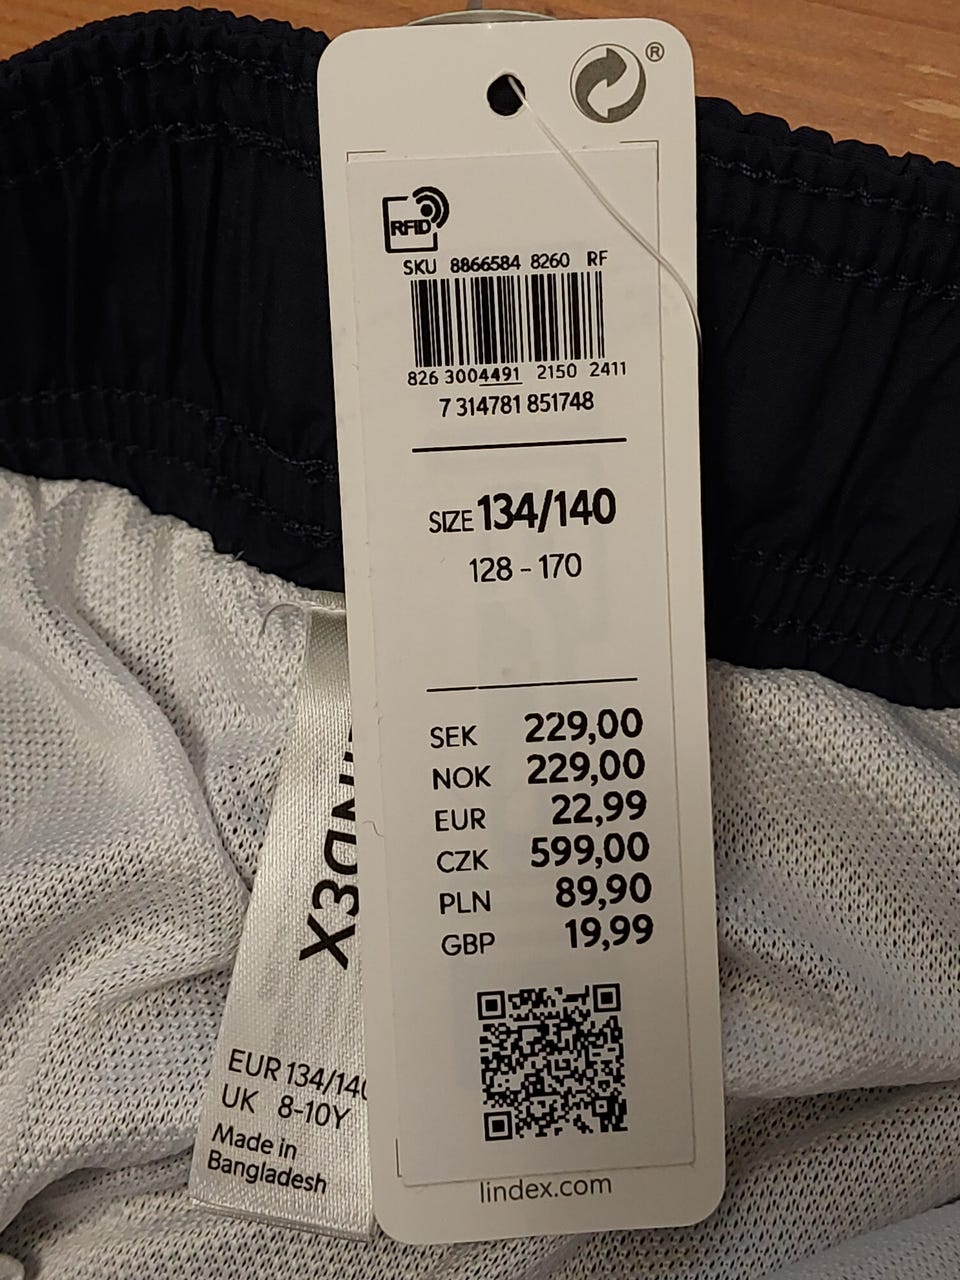 ®
RFID
SKU 8866584 8260 RF
826 3004491 2150 2411
7 314781 851748
SIZE 134/140
128 - 170
SEK 229,00
NOK 229,00
EUR 22,99
CZK 599,00
PLN 89,90
GBP 19,99
lindex.com
NDEX
EUR 134/140
UK 8-10Y
Made in
Bangladesh